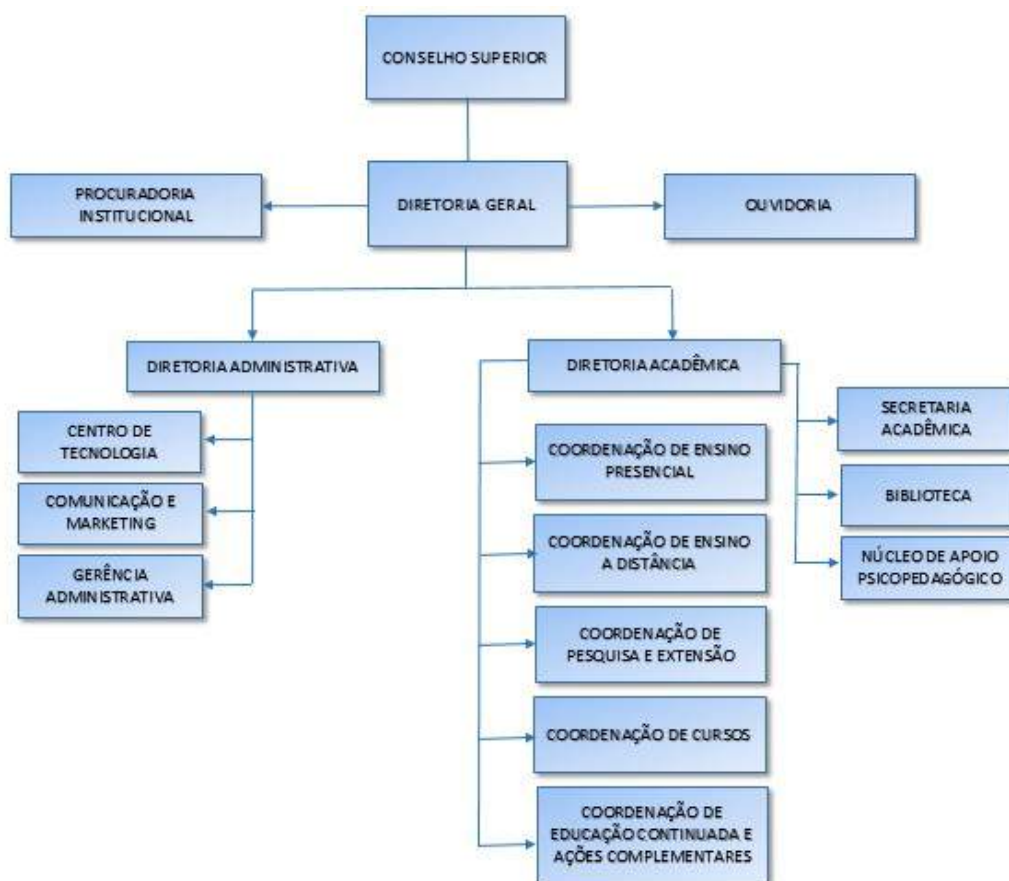 CONSELHO SUPERIOR
PROCURADORIA
INSTITUCIONAL
DIRETORIA GERAL
OUVIDORIA
DIRETORIA ADMINISTRATIVA
CENTRO DE
TECNOLOGIA
COMUNICAÇÃO E
MARKETING
GERÊNCIA
ADMINISTRATIVA
DIRETORIA ACADÊMICA
COORDENAÇÃO DE ENSINO
PRESENCIAL
COORDENAÇÃO DE ENSINO
A DISTÂNCIA
COORDENAÇÃO DE
PESQUISA E EXTENSÃO
COORDENAÇÃO DE CURSOS
COORDENAÇÃO DE
EDUCAÇÃO CONTINUADA E
AÇÕES COMPLEMENTARES
SECRETARIA
ACADÊMICA
BIBLIOTECA
NÚCLEO DE APOIO
PSICOPEDAGÓGICO